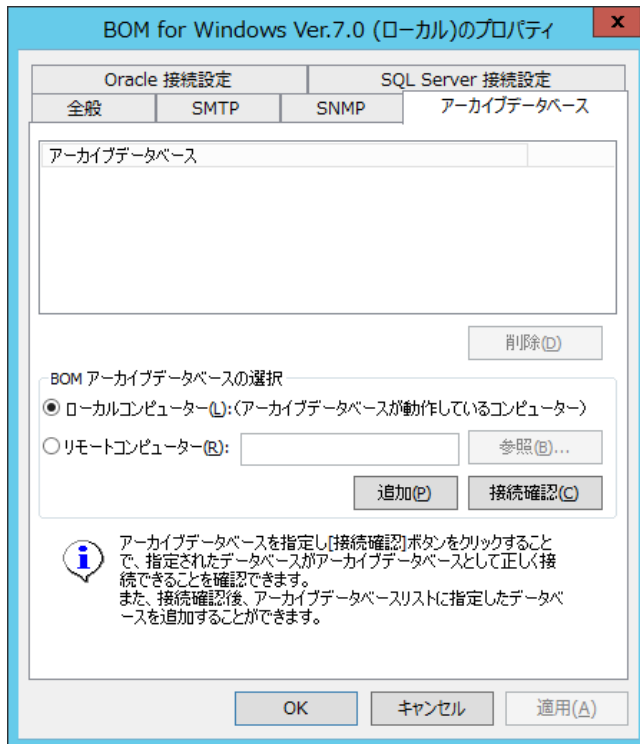 BOM for Windows Ver.7.0 (ローカル)のプロパティ
x
Oracle 接続設定
SQL Server 接続設定
全般
SMTP
SNMP
アーカイブデータベース
アーカイブデータベース
削除(D)
BOM アーカイブデータベースの選択
ローカルコンピューター(L):(アーカイブデータベースが動作しているコンピューター)
リモートコンピューター(R):
参照(B)...
追加(P)
接続確認(C)
アーカイブデータベースを指定し[接続確認]ボタンをクリックすること
で、指定されたデータベースがアーカイブデータベースとして正しく接
続できることを確認できます。
また、接続確認後、アーカイブデータベースリストに指定したデータベ
ースを追加することができます。
OK
キャンセル
適用(A)